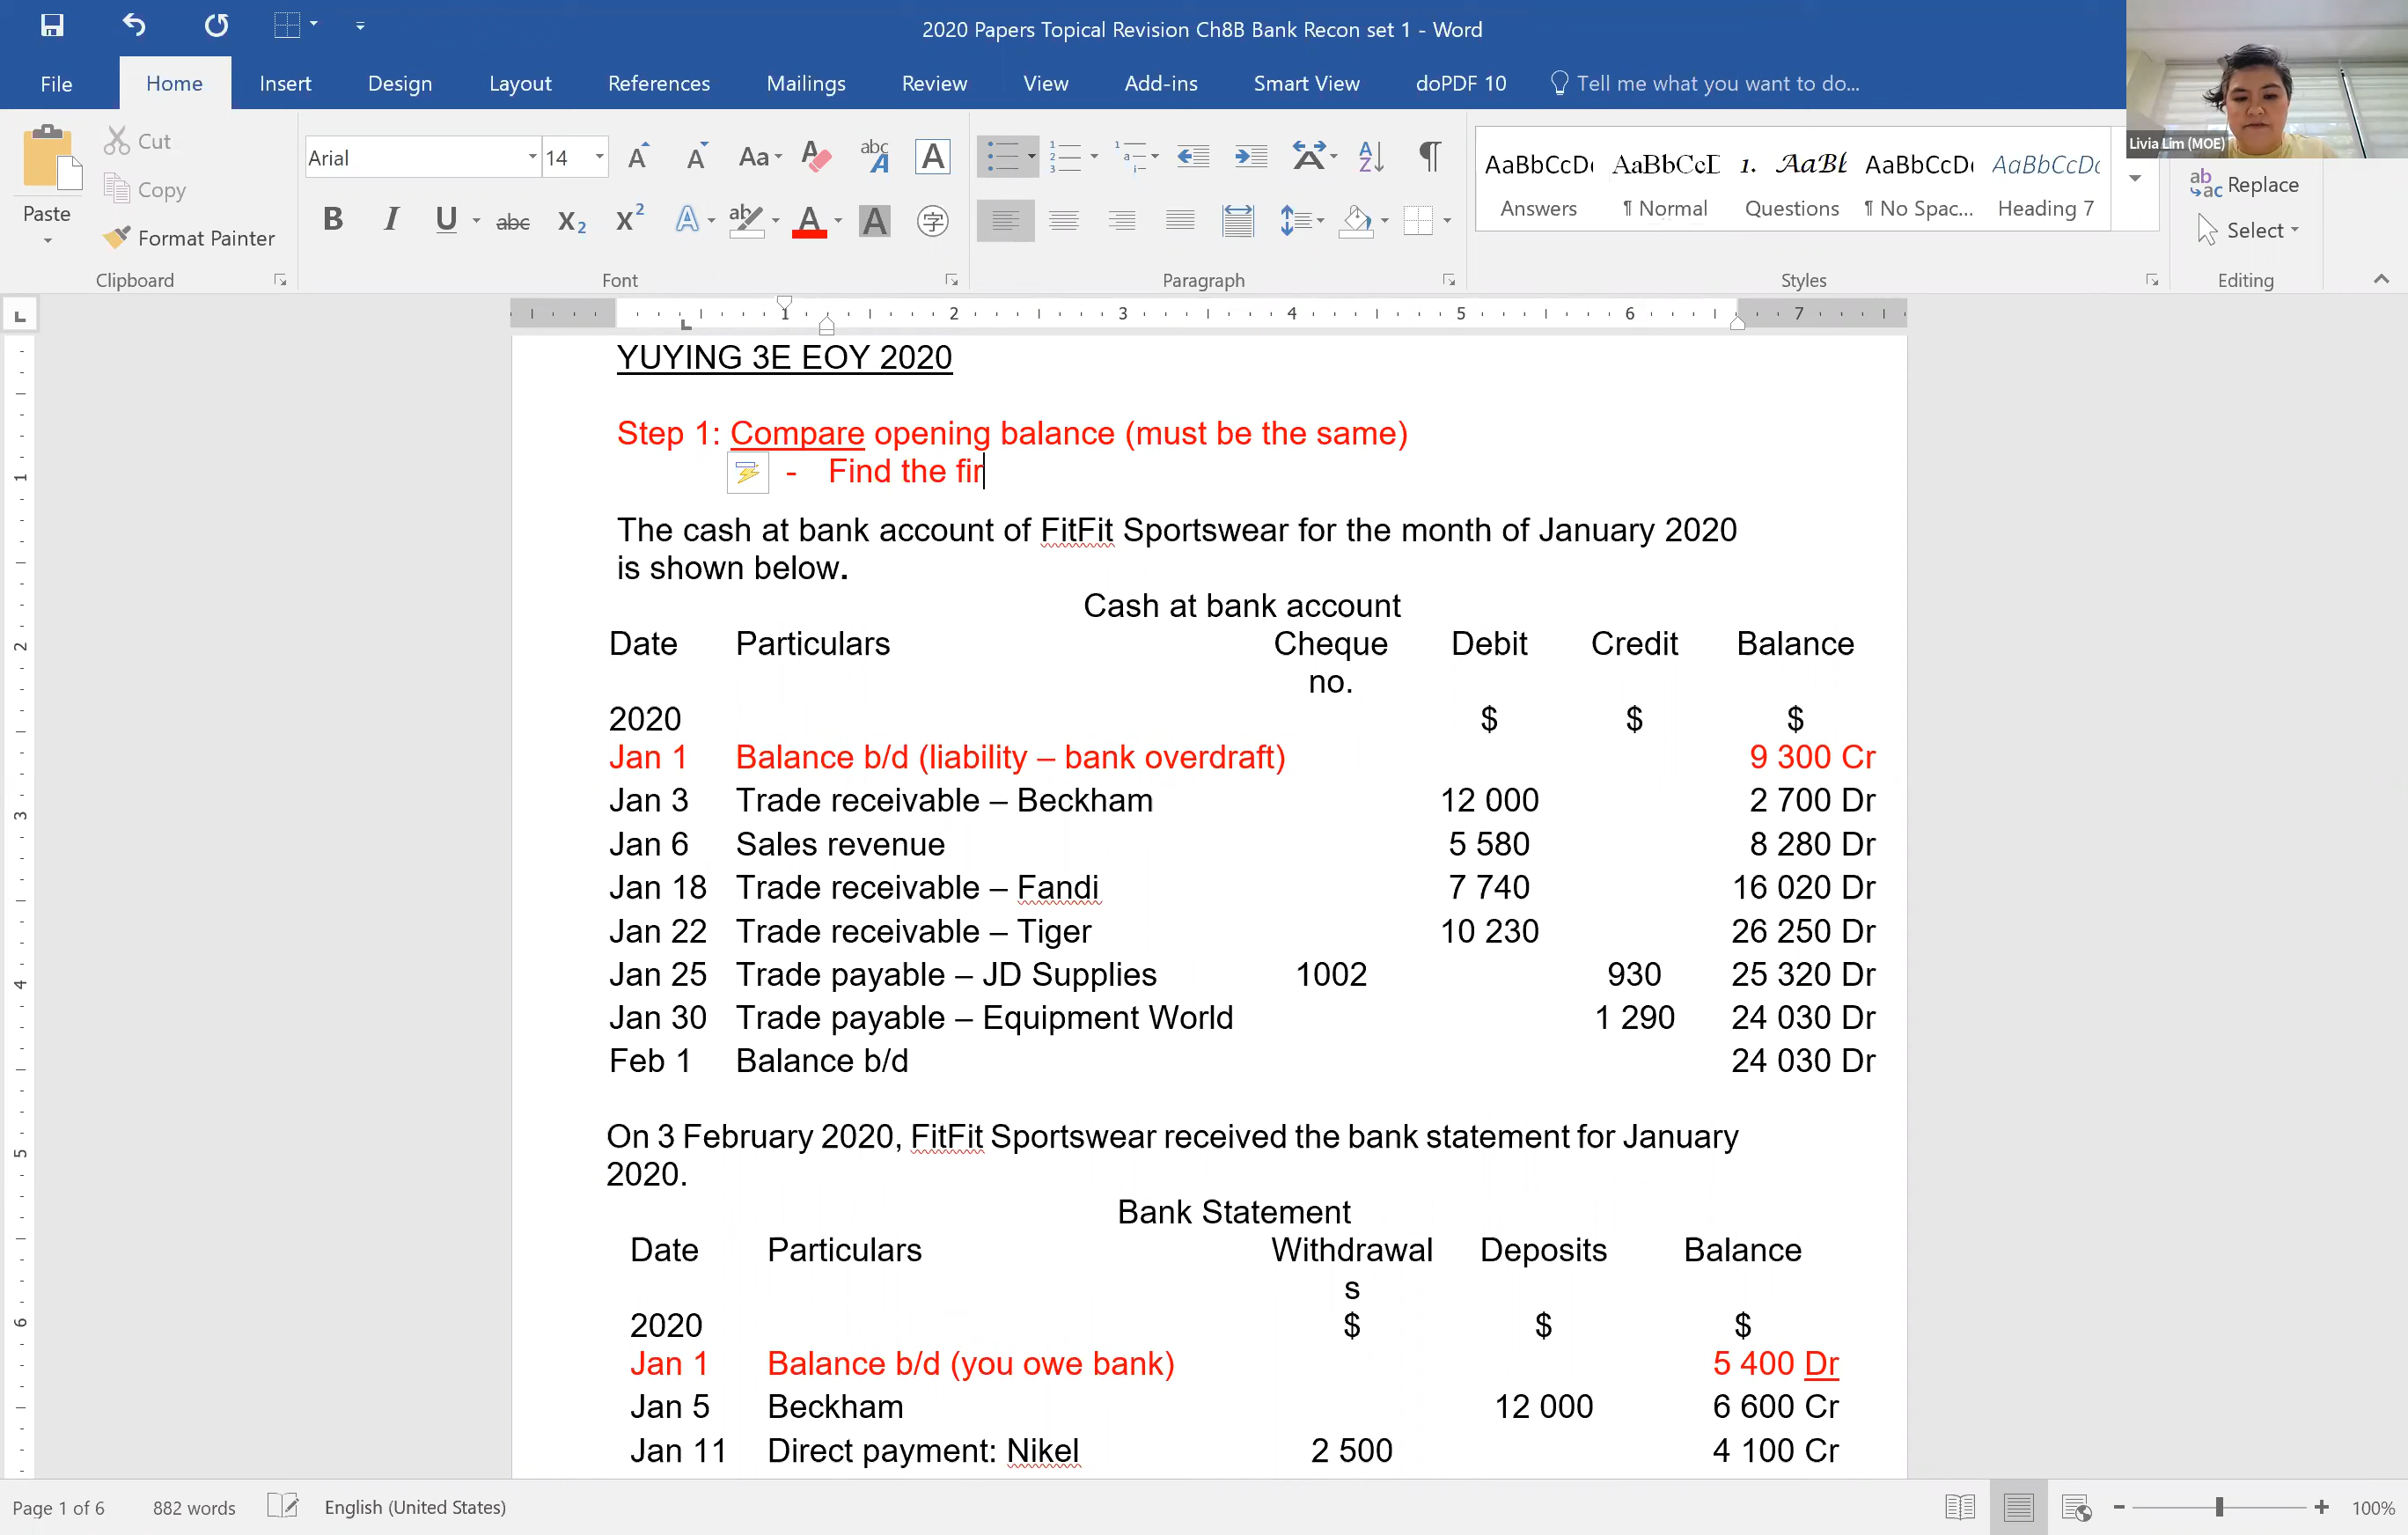 2020 Papers Topical Revision Ch8B Bank Recon set 1 - Word
File Home Insert Design Layout References Mailings Review View Add-ins Smart View doPDF 10 Tell me what you want to do...
Livia Lim (MOE)
Paste
Cut
Copy
Format Painter
Clipboard
Arial 14
Font
Paragraph
AaBbCcD AaBbCcD 1. AaBb AaBbCcD AaBbCcD
Answers ¶ Normal Questions ¶ No Spac... Heading 7
Styles
Replace
Select
Editing
1 2 3 4 5 6 7
YUYING 3E EOY 2020
Step 1: Compare opening balance (must be the same)
- Find the fir
The cash at bank account of FitFit Sportswear for the month of January 2020
is shown below.
Cash at bank account
Date Particulars Cheque Debit Credit Balance
no.
2020 $ $ $
Jan 1 Balance b/d (liability – bank overdraft) 9 300 Cr
Jan 3 Trade receivable – Beckham 12 000 2 700 Dr
Jan 6 Sales revenue 5 580 8 280 Dr
Jan 18 Trade receivable – Fandi 7 740 16 020 Dr
Jan 22 Trade receivable – Tiger 10 230 26 250 Dr
Jan 25 Trade payable – JD Supplies 1002 930 25 320 Dr
Jan 30 Trade payable – Equipment World 1 290 24 030 Dr
Feb 1 Balance b/d 24 030 Dr
On 3 February 2020, FitFit Sportswear received the bank statement for January
2020.
Bank Statement
Date Particulars Withdrawal Deposits Balance
s
2020 $ $ $
Jan 1 Balance b/d (you owe bank) 5 400 Dr
Jan 5 Beckham 12 000 6 600 Cr
Jan 11 Direct payment: Nikel 2 500 4 100 Cr
Page 1 of 6 882 words English (United States) 100%